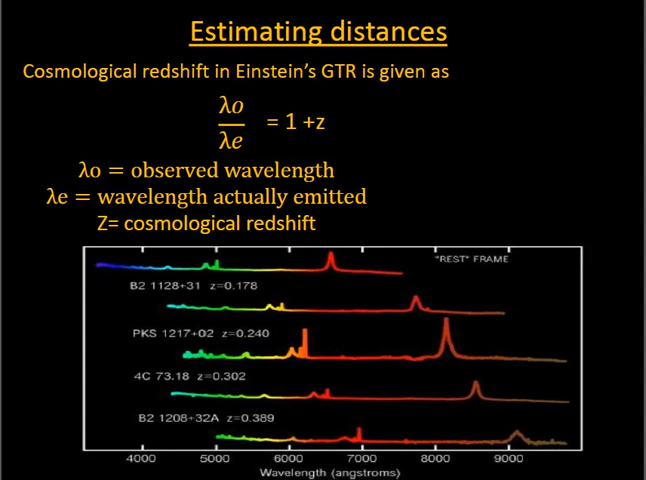 Estimating distances
Cosmological redshift in Einstein's GTR is given as
λo
λe
= 1 +z
λo = observed wavelength
λe = wavelength actually emitted
Z= cosmological redshift
"REST" FRAME
B2 1128+31 z=0.178
PKS 1217+02 z=0.240
4C 73.18 z=0.302
B2 1208+32A z=0.389
4000 5000 6000 7000 8000 9000
Wavelength (angstroms)